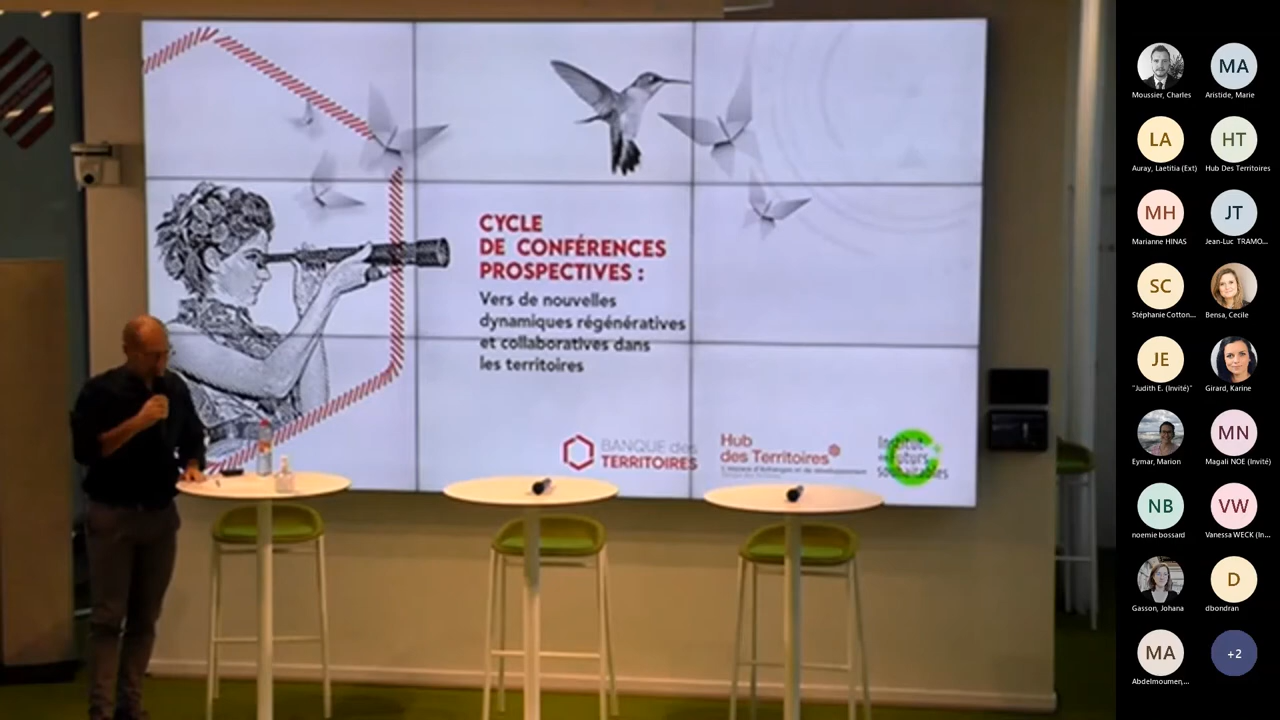 CYCLE
DE CONFÉRENCES
PROSPECTIVES :
Vers de nouvelles
dynamiques régénératives
et collaboratives dans
les territoires
BANQUE des
TERRITOIRES
Hub
des Territoires
Institut
Futurs
Moussier, Charles
MA
Aristide, Marie
LA
Auray, Laetitia (Ext)
HT
Hub Des Territoires
MH
Marianne HINAS
JT
Jean-Luc TRAMO...
SC
Stéphanie Cotton...
Bensa, Cecile
JE
"Judith E. (Invité)"
Girard, Karine
Eymar, Marion
MN
Magali NOE (Invité)
NB
noemie bossard
VW
Vanessa WECK (In...
Gasson, Johana
D
dbondran
MA
Abdelmoumen,...
+2